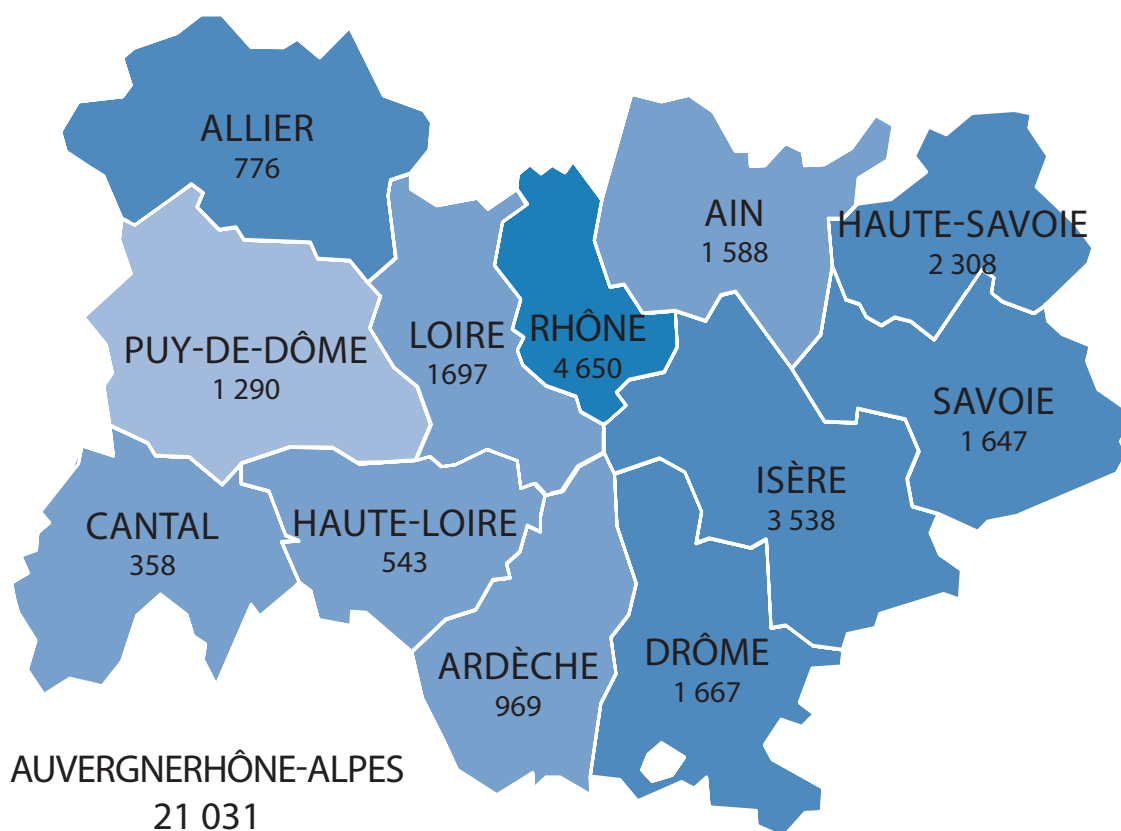 ALLIER
776
AIN
1 588
HAUTE-SAVOIE
2 308
PUY-DE-DÔME
1 290
LOIRE
1697
RHÔNE
4 650
SAVOIE
1 647
ISÈRE
3 538
CANTAL
358
HAUTE-LOIRE
543
ARDÈCHE
969
DRÔME
1 667
AUVERGNERHÔNE-ALPES
21 031